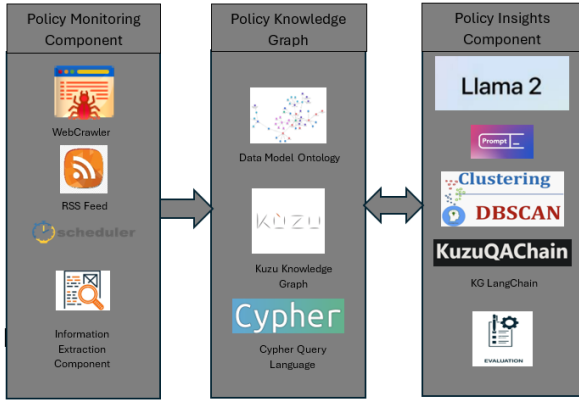 Policy Monitoring
Component
WebCrawler
RSS Feed
scheduler
Information
Extraction
Component
Policy Knowledge
Graph
Data Model Ontology
KÙZU
Kuzu Knowledge
Graph
Cypher
Cypher Query
Language
Policy Insights
Component
Llama 2
Prompt
Clustering
DBSCAN
KuzuQAChain
KG LangChain
EVALUATION